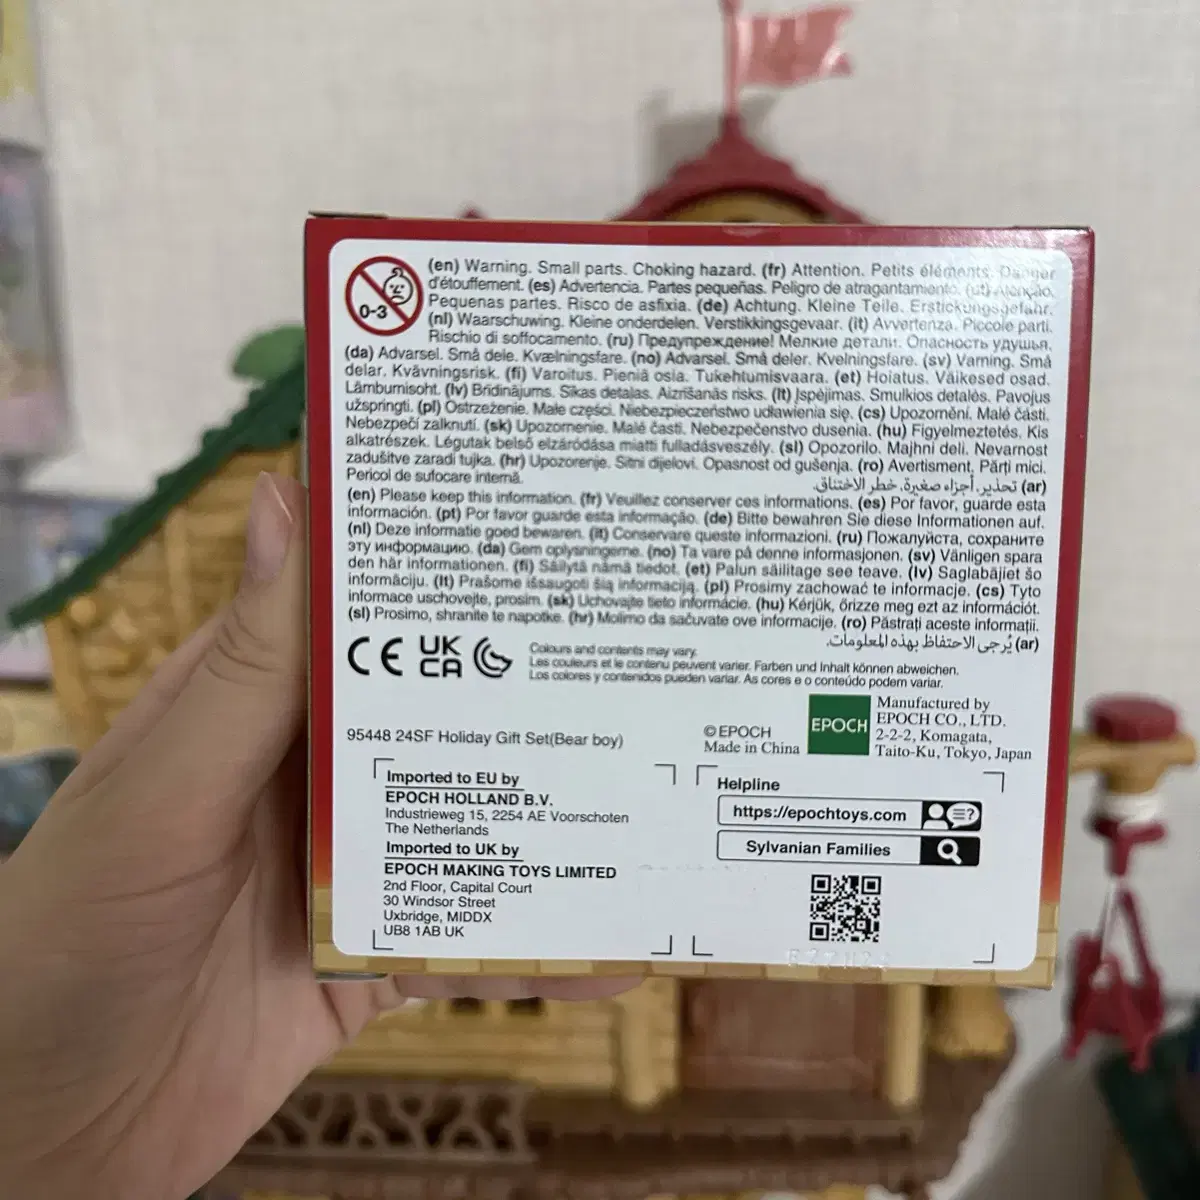 (en) Warning. Small parts. Choking hazard. (fr) Attention. Petits éléments. Danger
d'étouffement. (es) Advertencia. Partes pequeñas. Peligro de atragantamiento. (pt) Atenção.
Pequenas partes. Risco de asfixia. (de) Achtung. Kleine Teile. Erstickungsgefahr.
(nl) Waarschuwing. Kleine onderdelen. Verstikkingsgevaar. (it) Avvertenza. Piccole parti.
0-3
Rischio di soffocamento. (ru) Предупреждение! Мелкие детали. Опасность удушья.
(da) Advarsel. Små dele. Kvælningsfare. (no) Advarsel. Små deler. Kvelningsfare. (sv) Varning. Små
delar. Kvävningsrisk. (fi) Varoitus. Pieniä osia. Tukehtumisvaara. (et) Hoiatus. Väikesed osad.
Lämbumisoht. (lv) Brīdinājums. Sīkas detaļas. Aizrīšanās risks. (lt) Įspėjimas. Smulkios detalės. Pavojus
užspringti. (pl) Ostrzeżenie. Małe części. Niebezpieczeństwo udławienia się. (cs) Upozornění. Malé části.
Nebezpečí zalknutí. (sk) Upozornenie. Malé časti. Nebezpečenstvo dusenia. (hu) Figyelmeztetés. Kis
alkatrészek. Légutak belső elzáródása miatti fulladásveszély. (sl) Opozorilo. Majhni deli. Nevarnost
zadušitve zaradi tujka. (hr) Upozorenje. Sitni dijelovi. Opasnost od gušenja. (ro) Avertisment. Părți mici.
Pericol de sufocare internă.
(ar) تحذير. أجزاء صغيرة. خطر الاختناق.
(en) Please keep this information. (fr) Veuillez conserver ces informations. (es) Por favor, guarde esta
información. (pt) Por favor guarde esta informação. (de) Bitte bewahren Sie diese Informationen auf.
(nl) Deze informatie goed bewaren. (it) Conservare queste informazioni. (ru) Пожалуйста, сохраните
эту информацию. (da) Gem oplysningerne. (no) Ta vare på denne informasjonen. (sv) Vänligen spara
den här informationen. (fi) Säilytä nämä tiedot. (et) Palun säilitage see teave. (lv) Saglabājiet šo
informāciju. (lt) Prašome išsaugoti šią informaciją. (pl) Prosimy zachować te informacje. (cs) Tyto
informace uschovejte, prosím. (sk) Uchovajte tieto informácie. (hu) Kérjük, őrizze meg ezt az információt.
(sl) Prosimo, shranite te napotke. (hr) Molimo da sačuvate ove informacije. (ro) Păstrați aceste informații.
(ar) يُرجى الاحتفاظ بهذه المعلومات.
CE UK CA
Colours and contents may vary.
Les couleurs et le contenu peuvent varier. Farben und Inhalt können abweichen.
Los colores y contenidos pueden variar. As cores e o conteúdo podem variar.
95448 24SF Holiday Gift Set(Bear boy)
© EPOCH
Made in China
EPOCH
Manufactured by
EPOCH CO., LTD.
2-2-2, Komagata,
Taito-Ku, Tokyo, Japan
Imported to EU by
EPOCH HOLLAND B.V.
Industrieweg 15, 2254 AE Voorschoten
The Netherlands
Imported to UK by
EPOCH MAKING TOYS LIMITED
2nd Floor, Capital Court
30 Windsor Street
Uxbridge, MIDDX
UB8 1AB UK
Helpline
https://epochtoys.com
Sylvanian Families